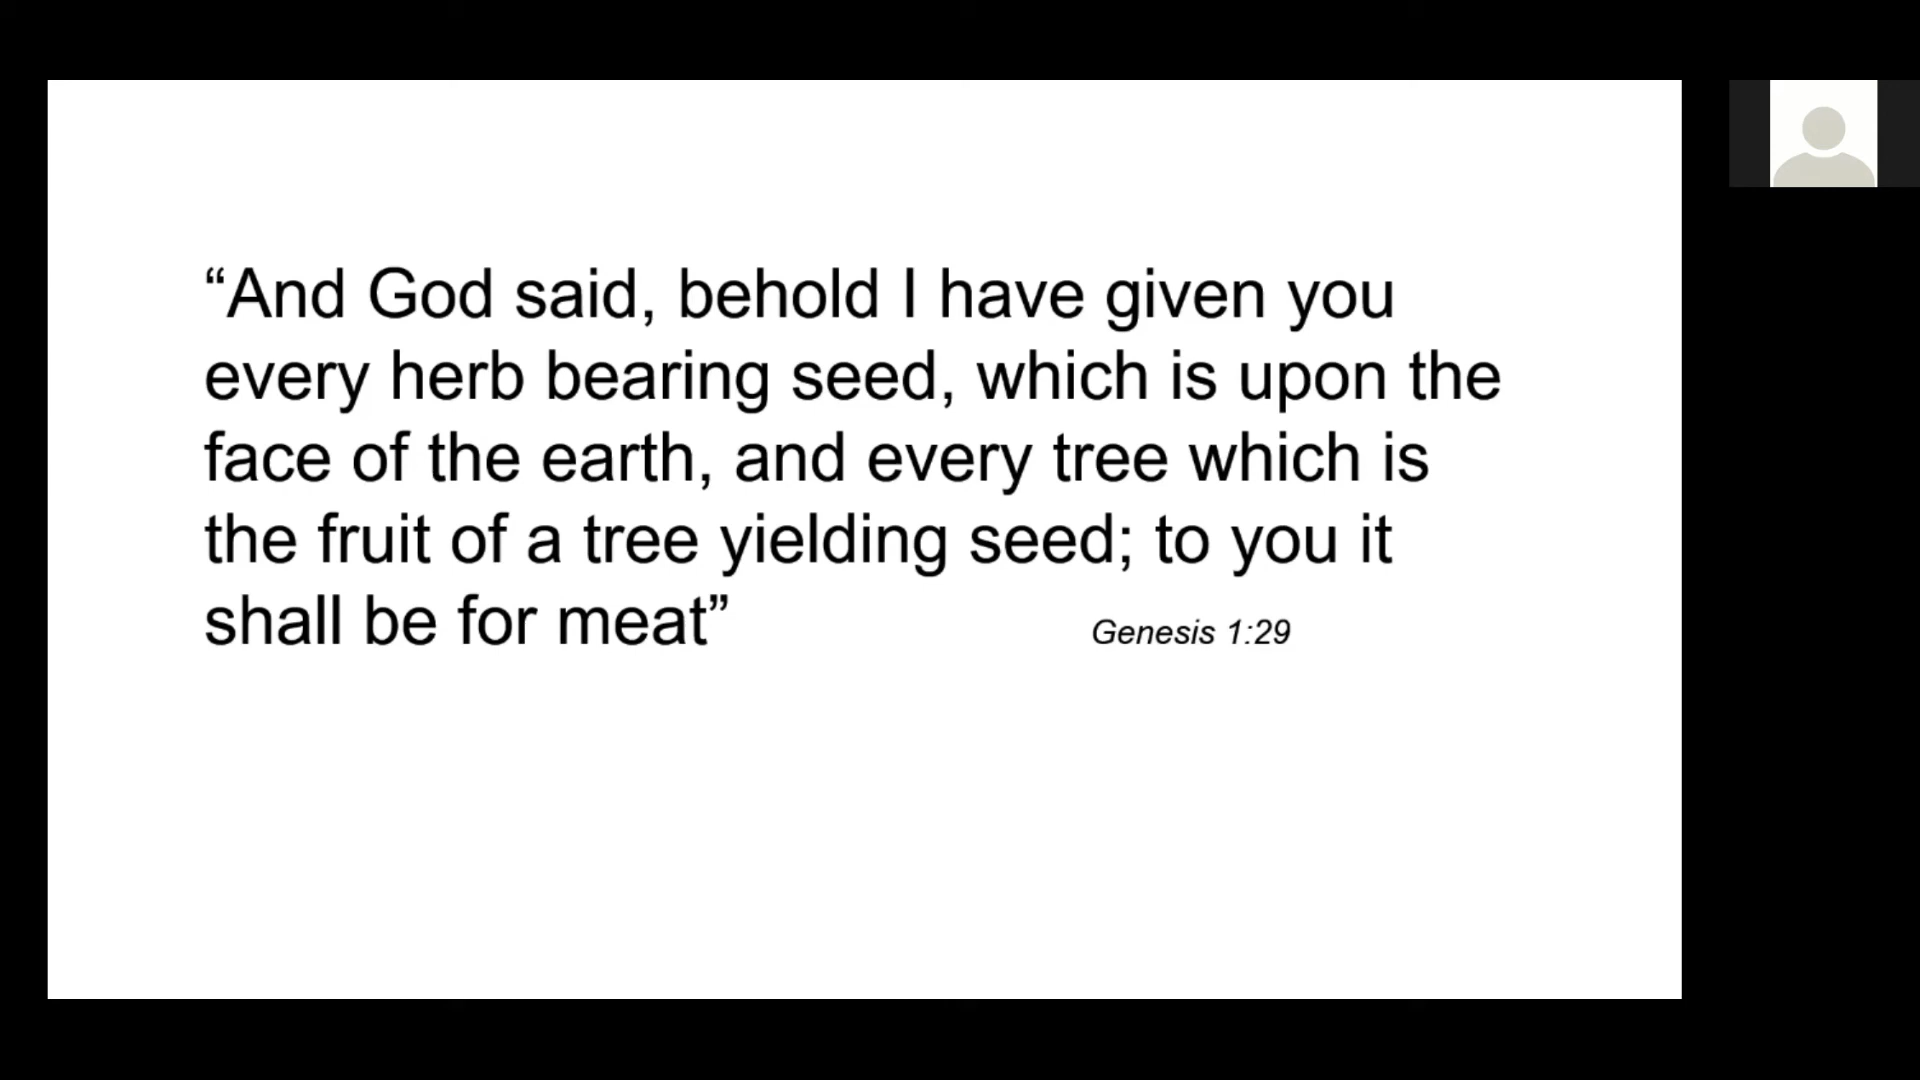 “And God said, behold I have given you
every herb bearing seed, which is upon the
face of the earth, and every tree which is
the fruit of a tree yielding seed; to you it
shall be for meat”
Genesis 1:29